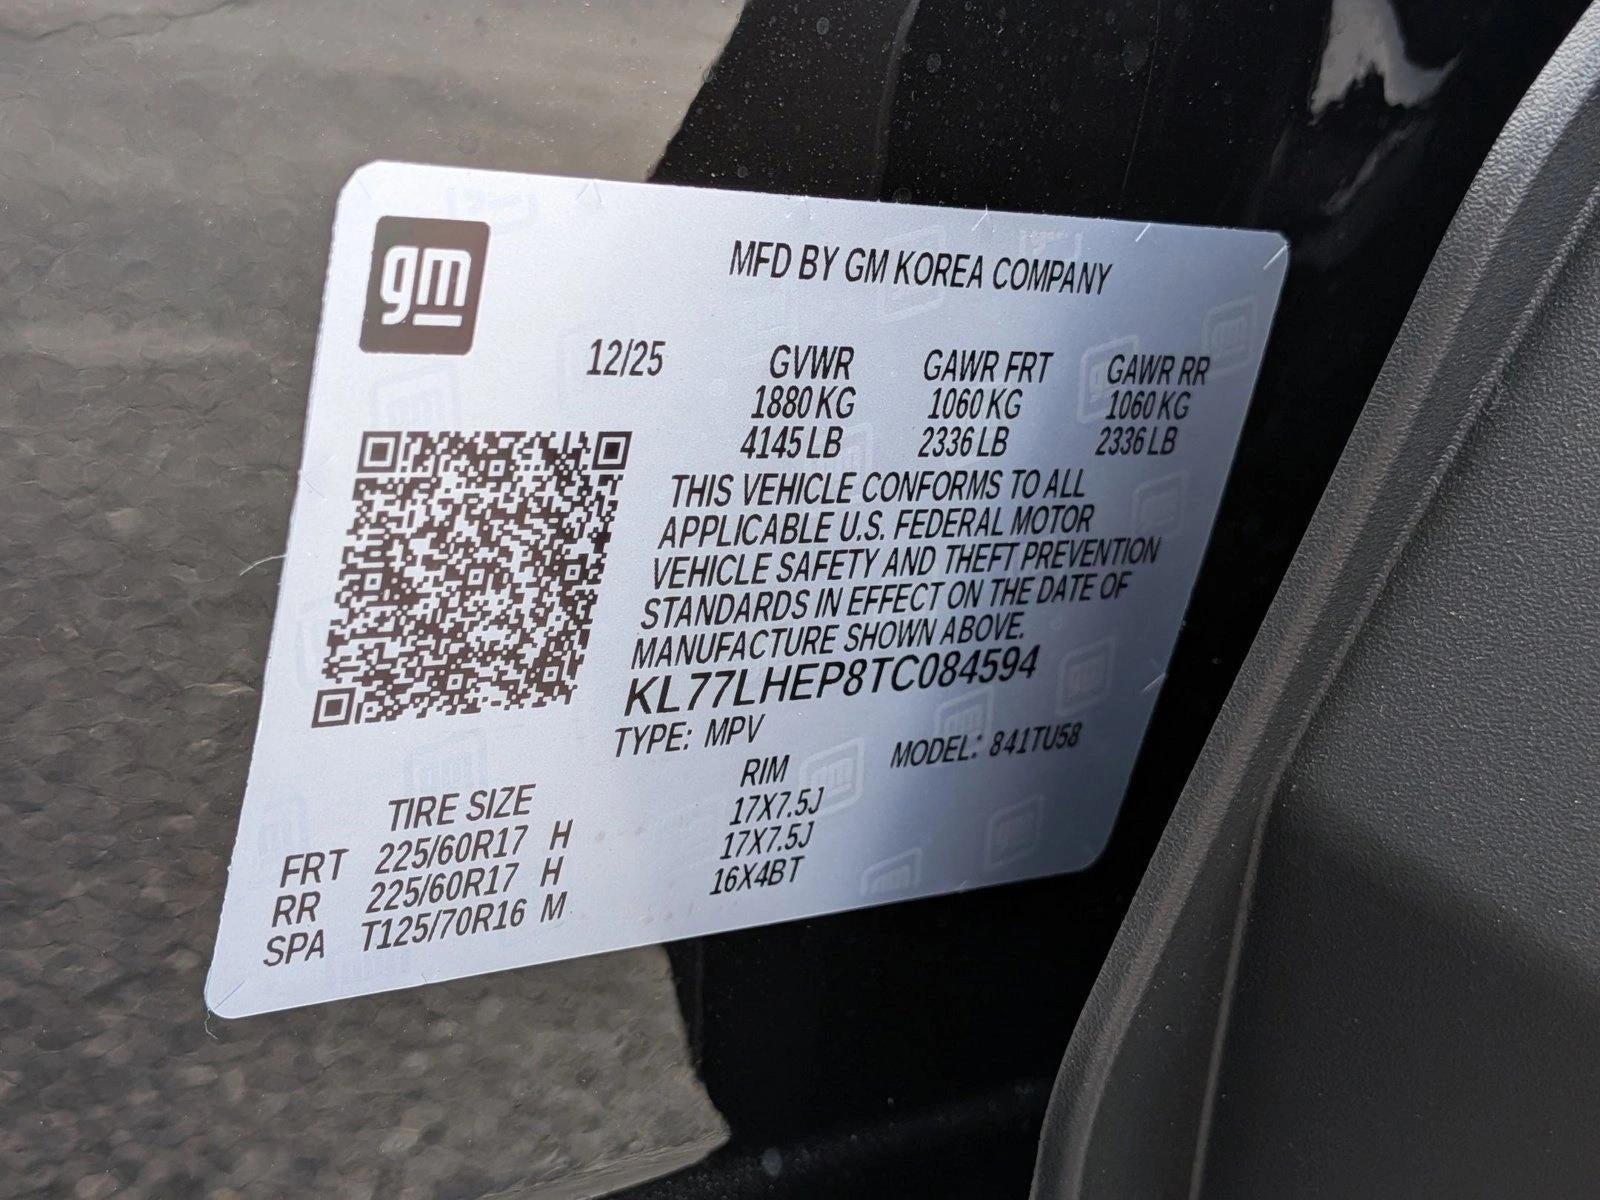 gm
MFD BY GM KOREA COMPANY
12/25 GVWR GAWR FRT GAWR RR
1880 KG 1060 KG 1060 KG
4145 LB 2336 LB 2336 LB
THIS VEHICLE CONFORMS TO ALL
APPLICABLE U.S. FEDERAL MOTOR
VEHICLE SAFETY AND THEFT PREVENTION
STANDARDS IN EFFECT ON THE DATE OF
MANUFACTURE SHOWN ABOVE.
KL77LHEP8TC084594
TYPE: MPV MODEL: 841TU58
TIRE SIZE RIM
FRT 225/60R17 H 17X7.5J
RR 225/60R17 H 17X7.5J
SPA T125/70R16 M 16X4BT